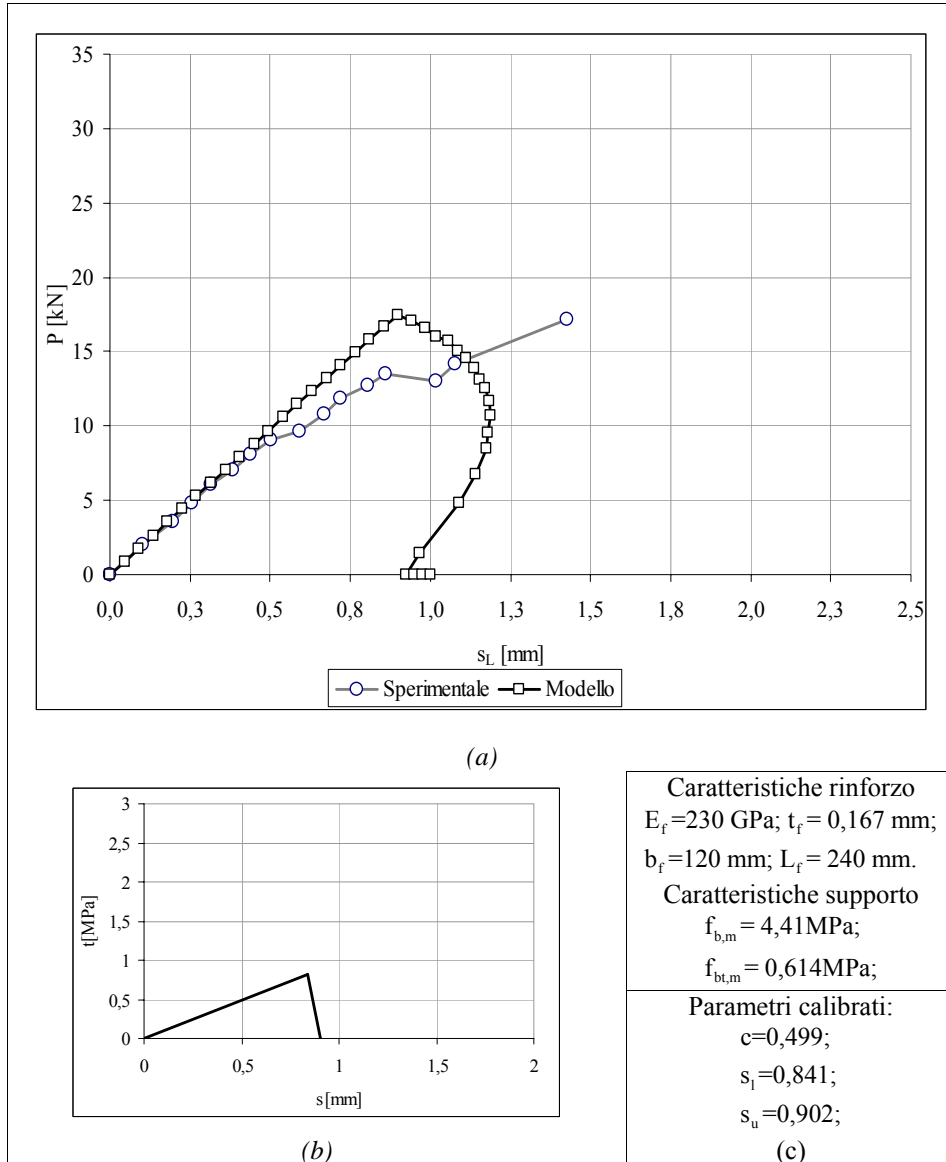 35
30
25
20
15
10
5
0
P [kN]
0,0 0,3 0,5 0,8 1,0 1,3 1,5 1,8 2,0 2,3 2,5
s_L [mm]
Sperimentale Modello
(a)
3
2,5
2
1,5
1
0,5
0
t[MPa]
0 0,5 1 1,5 2
s [mm]
(b)
Caratteristiche rinforzo
E_f =230 GPa; t_f = 0,167 mm;
b_f =120 mm; L_f = 240 mm.
Caratteristiche supporto
f_b,m = 4,41MPa;
f_bt,m = 0,614MPa;
Parametri calibrati:
c=0,499;
s_l=0,841;
s_u=0,902;
(c)